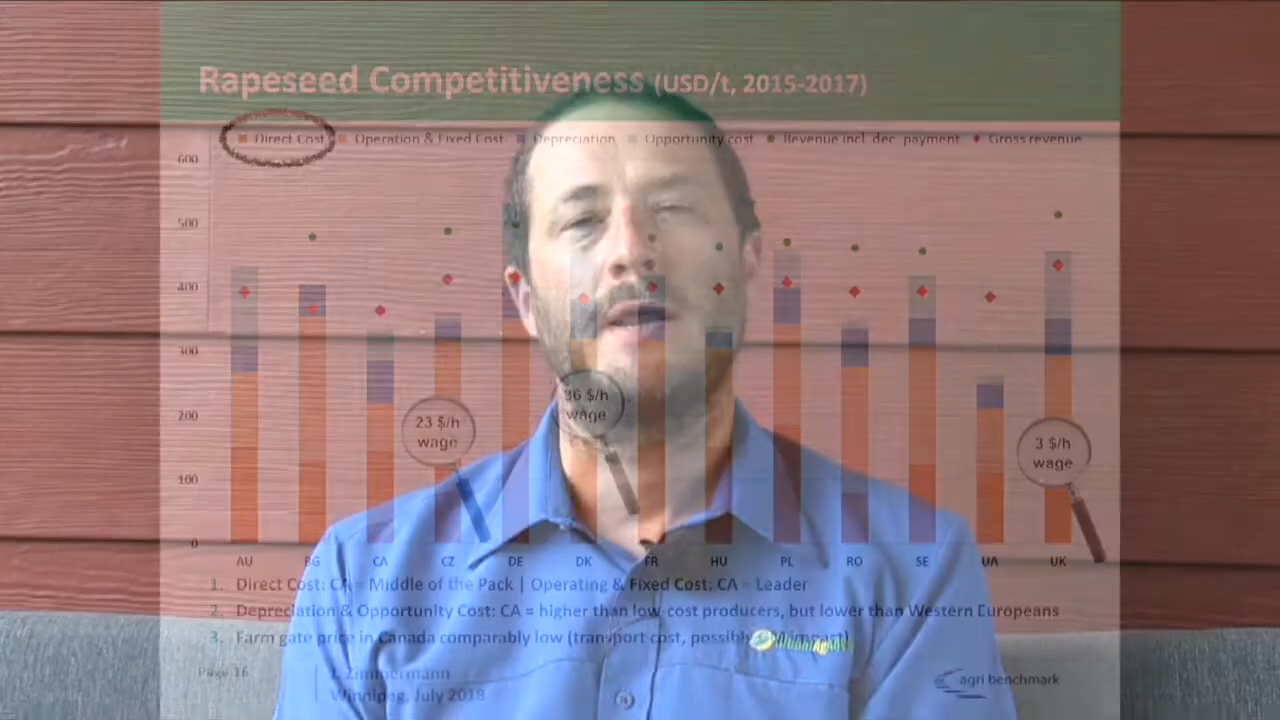 Rapeseed Competitiveness (USD/t, 2015-2017)
Direct Cost Operation & Fixed Cost Depreciation Opportunity cost Revenue incl. dec. payment Gross revenue
600
500
400
300
200
100
0
23 $/h
wage
36 $/h
wage
3 $/h
wage
AU BG CA CZ DE DK FR HU PL RO SE UA UK
1. Direct Cost: CA = Middle of the Pack | Operating & Fixed Cost: CA = Leader
2. Depreciation & Opportunity Cost: CA = higher than low-cost producers, but lower than Western Europeans
3. Farm gate price in Canada comparably low (transport cost, possibly
Page 16
J. Zimmermann
Winnipeg, July 2018
agri benchmark